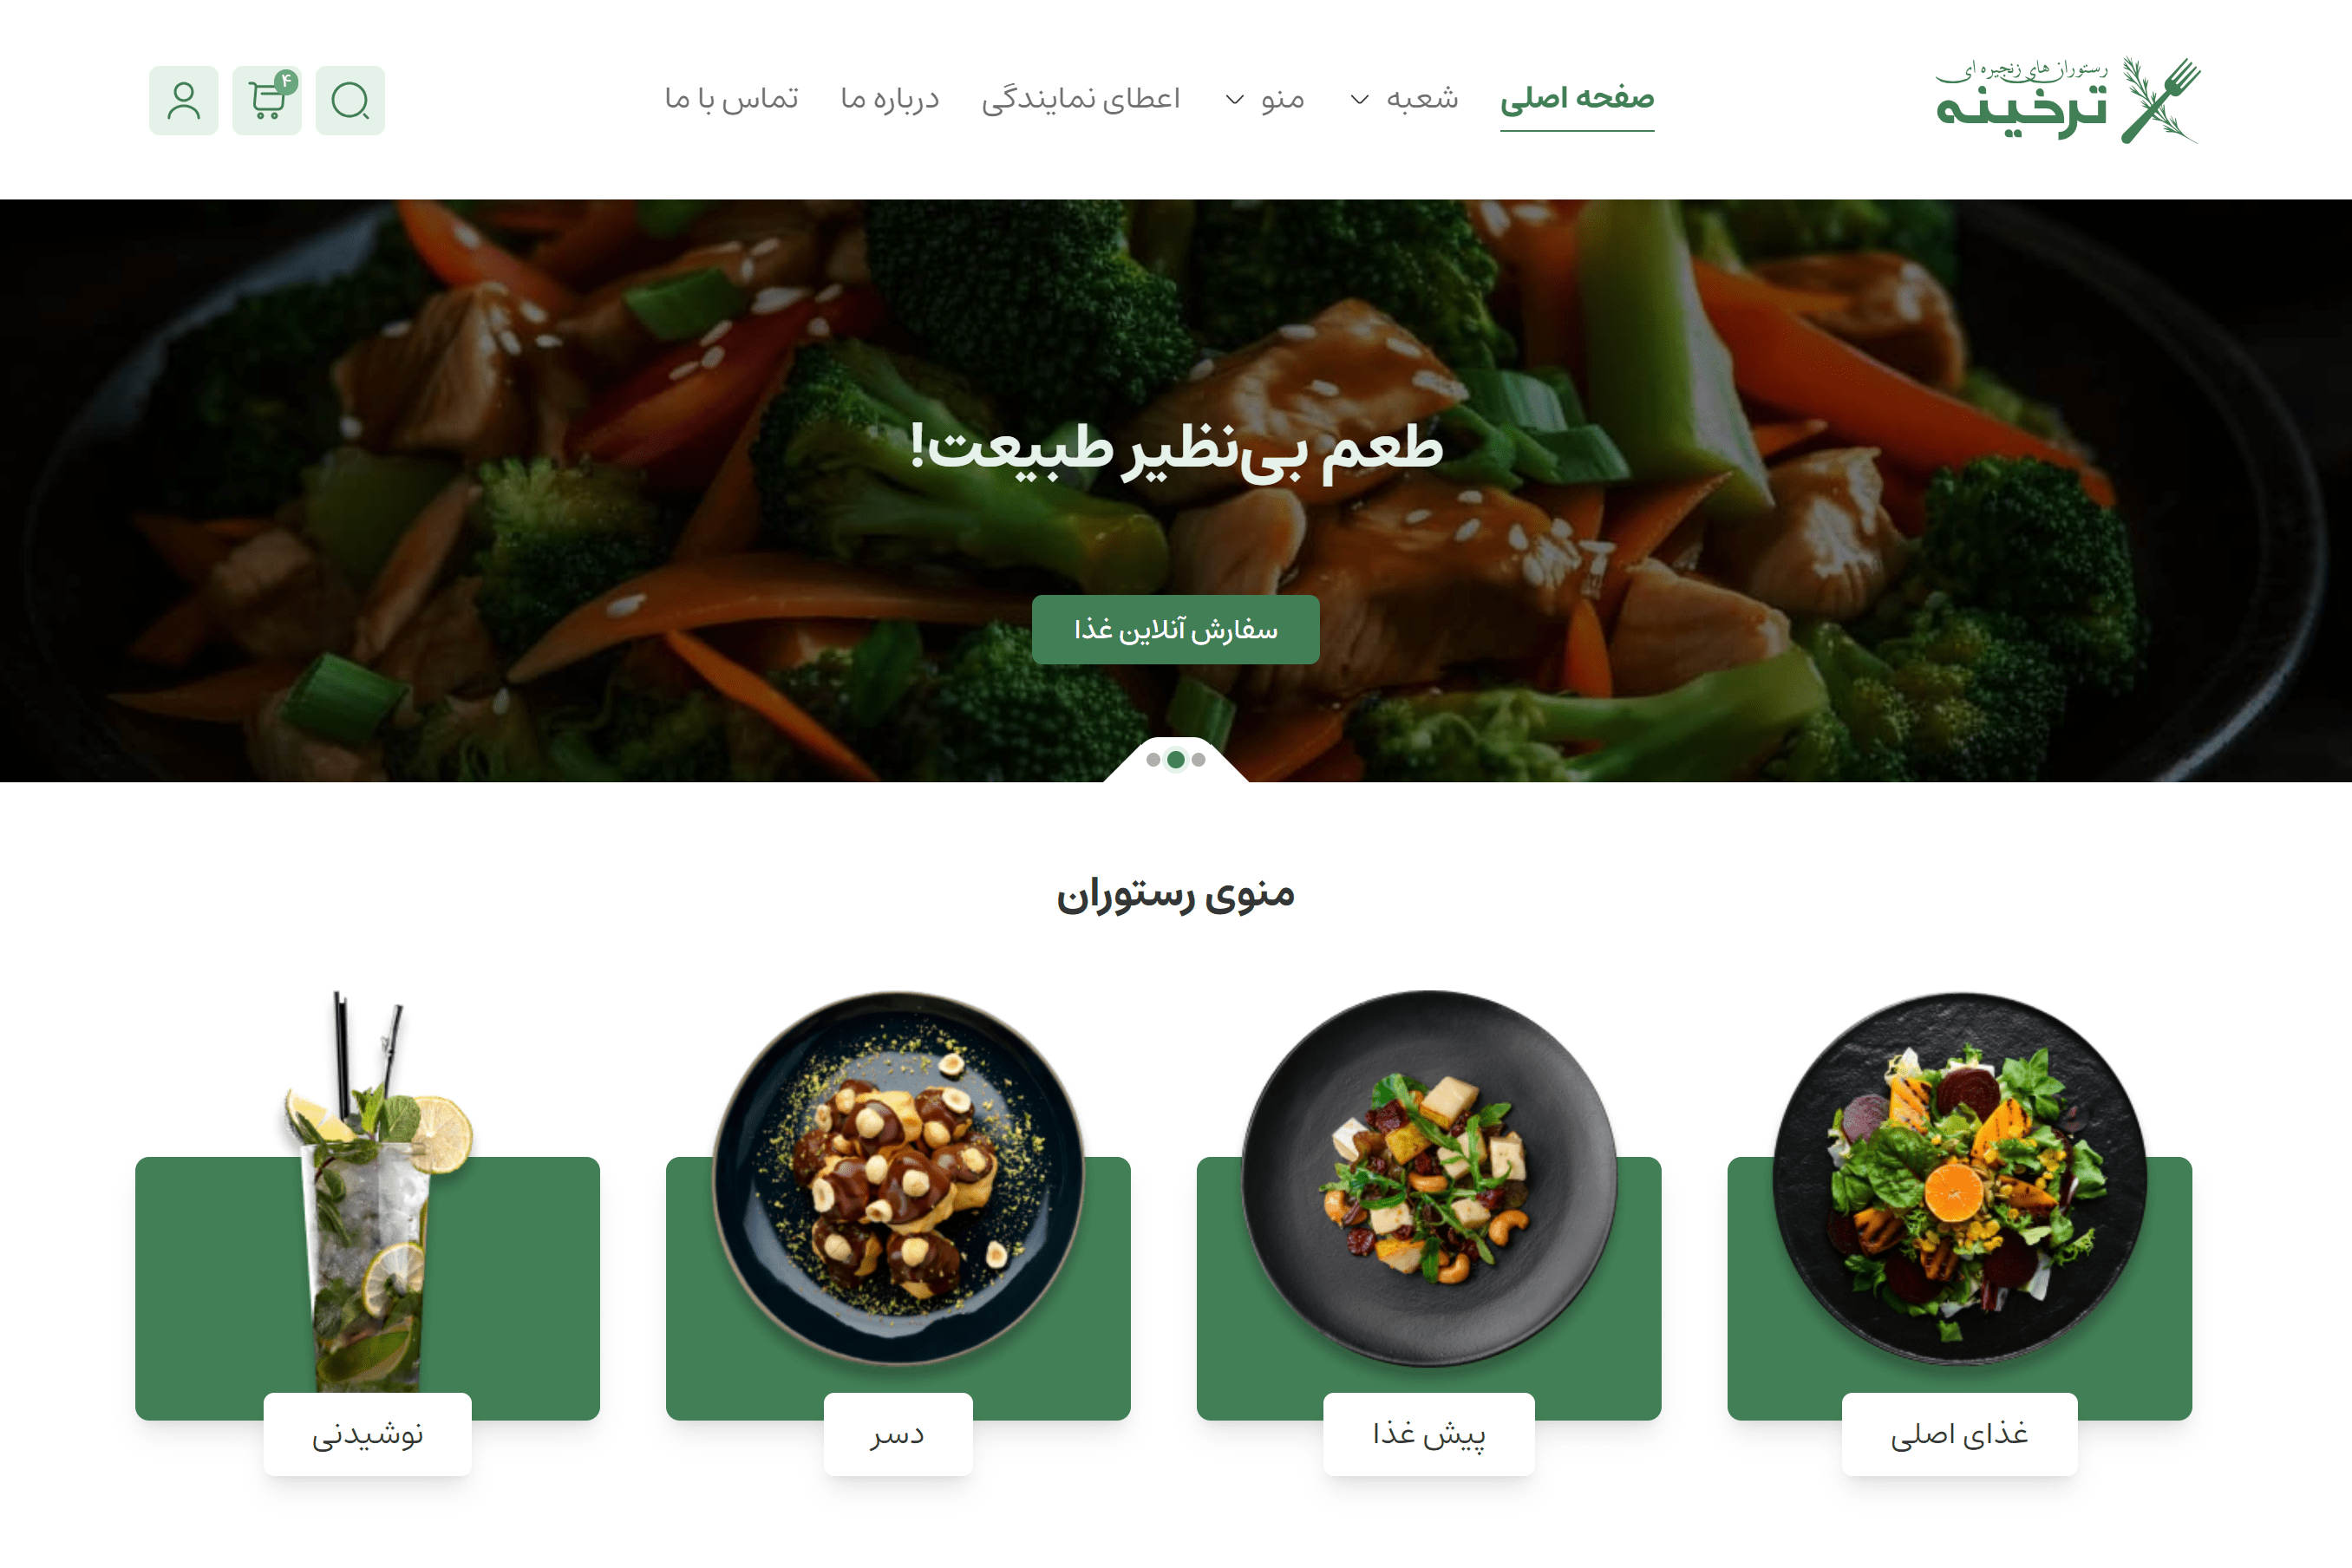 رستوران های زنجیره ای
ترخینه
صفحه اصلی
شعبه
منو
اعطای نمایندگی
درباره ما
تماس با ما
۴
طعم بی‌نظیر طبیعت!
سفارش آنلاین غذا
منوی رستوران
غذای اصلی
پیش غذا
دسر
نوشیدنی